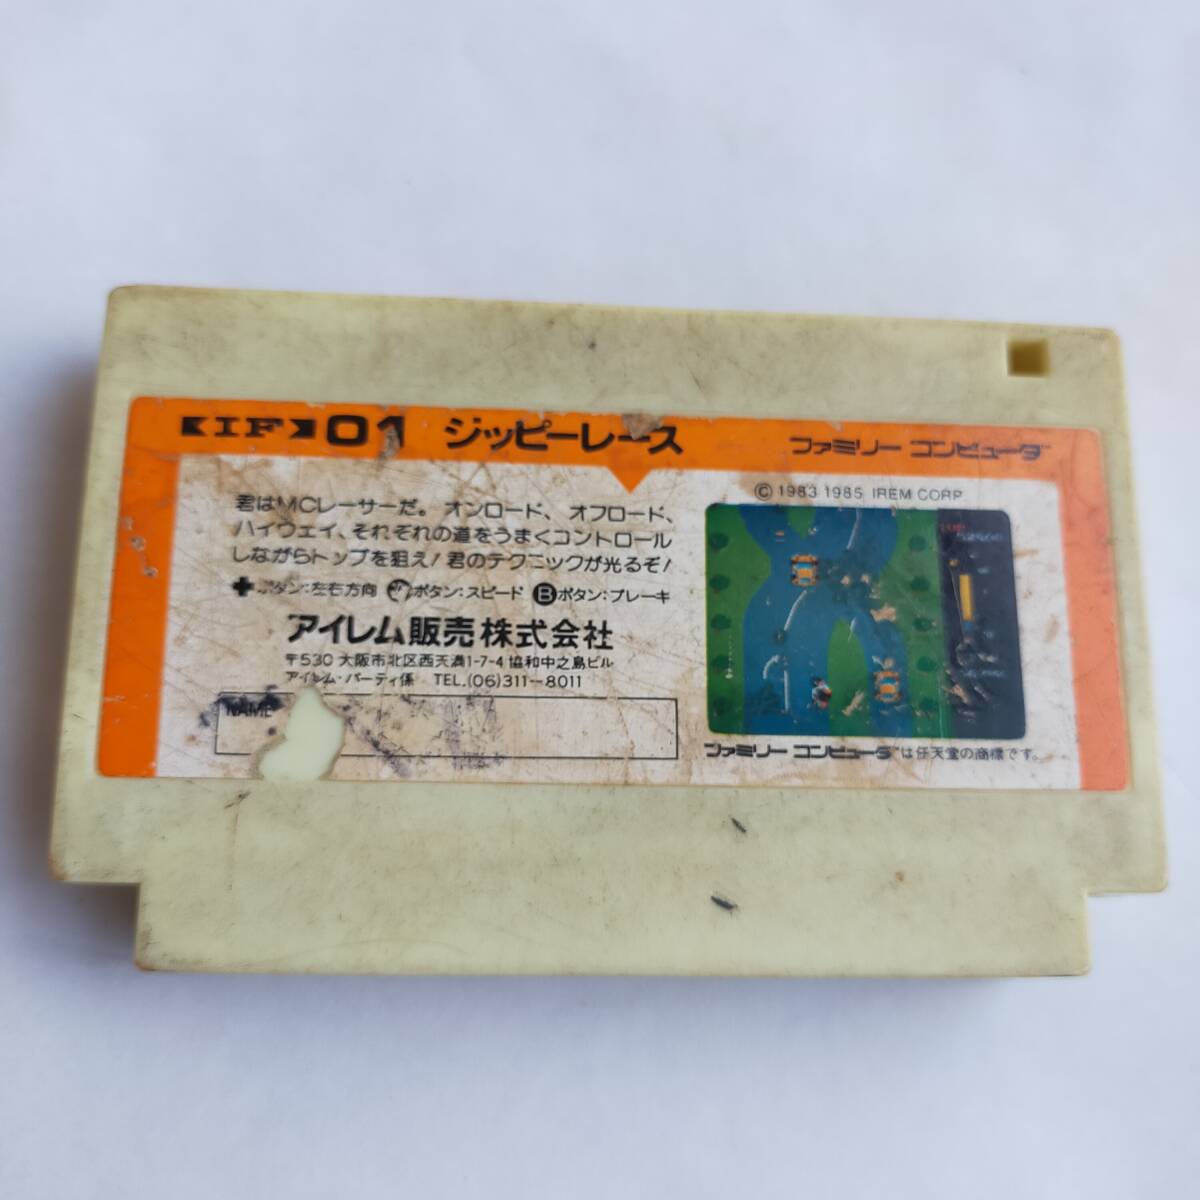 【IF】01 ジッピーレース ファミリー コンピュータ
君はMCレーサーだ。オンロード、オフロード、
ハイウェイ、それぞれの道をうまくコントロール
しながらトップを狙え!君のテクニックが光るぞ!
ボタン:左右方向 ボタン:スピード Bボタン:ブレーキ
アイレム販売株式会社
〒530 大阪市北区西天満1-7-4 協和中之島ビル
アイレム・パーティ係 TEL.(06)311-8011
NAME
© 1983 1985 IREM CORP
ファミリー コンピュータ は任天堂の商標です。